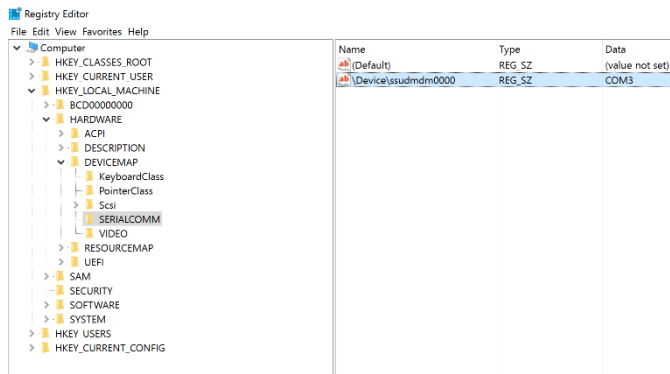 Registry Editor
File Edit View Favorites Help
Computer
HKEY_CLASSES_ROOT
HKEY_CURRENT_USER
HKEY_LOCAL_MACHINE
BCD00000000
HARDWARE
ACPI
DESCRIPTION
DEVICEMAP
KeyboardClass
PointerClass
Scsi
SERIALCOMM
VIDEO
RESOURCEMAP
UEFI
SAM
SECURITY
SOFTWARE
SYSTEM
HKEY_USERS
HKEY_CURRENT_CONFIG
Name Type Data
ab (Default) REG_SZ (value not set)
ab \Device\ssudmdm0000 REG_SZ COM3